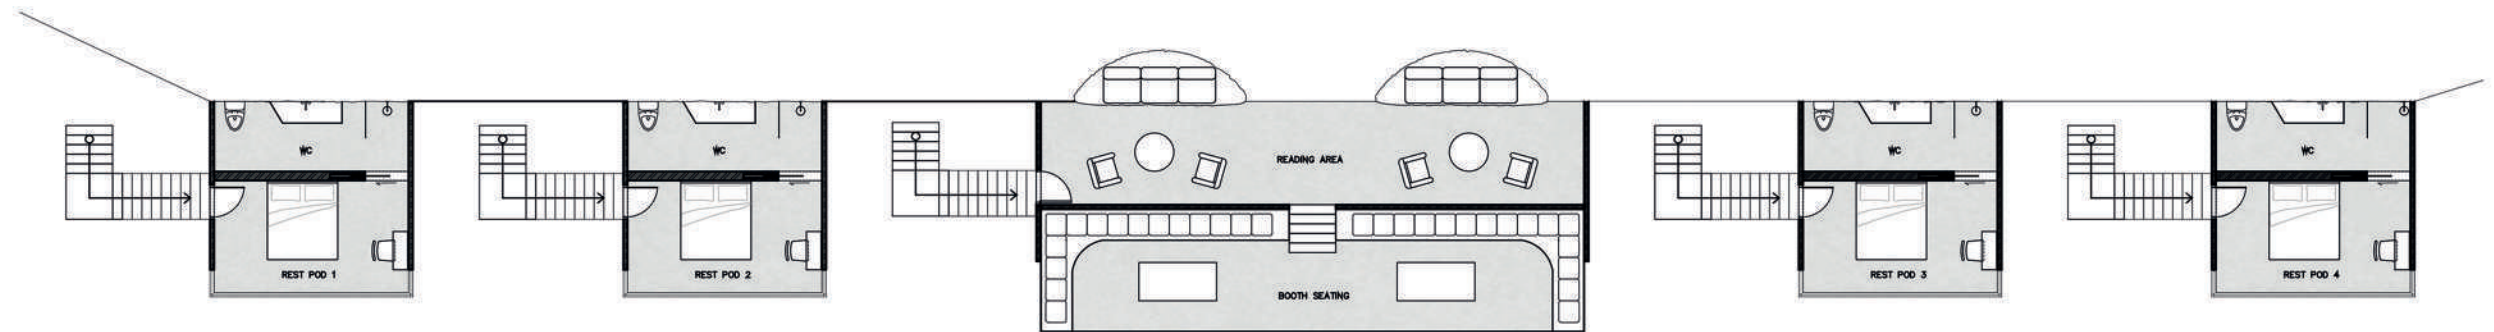 WC
WC
READING AREA
WC
WC
REST POD 1
REST POD 2
BOOTH SEATING
REST POD 3
REST POD 4